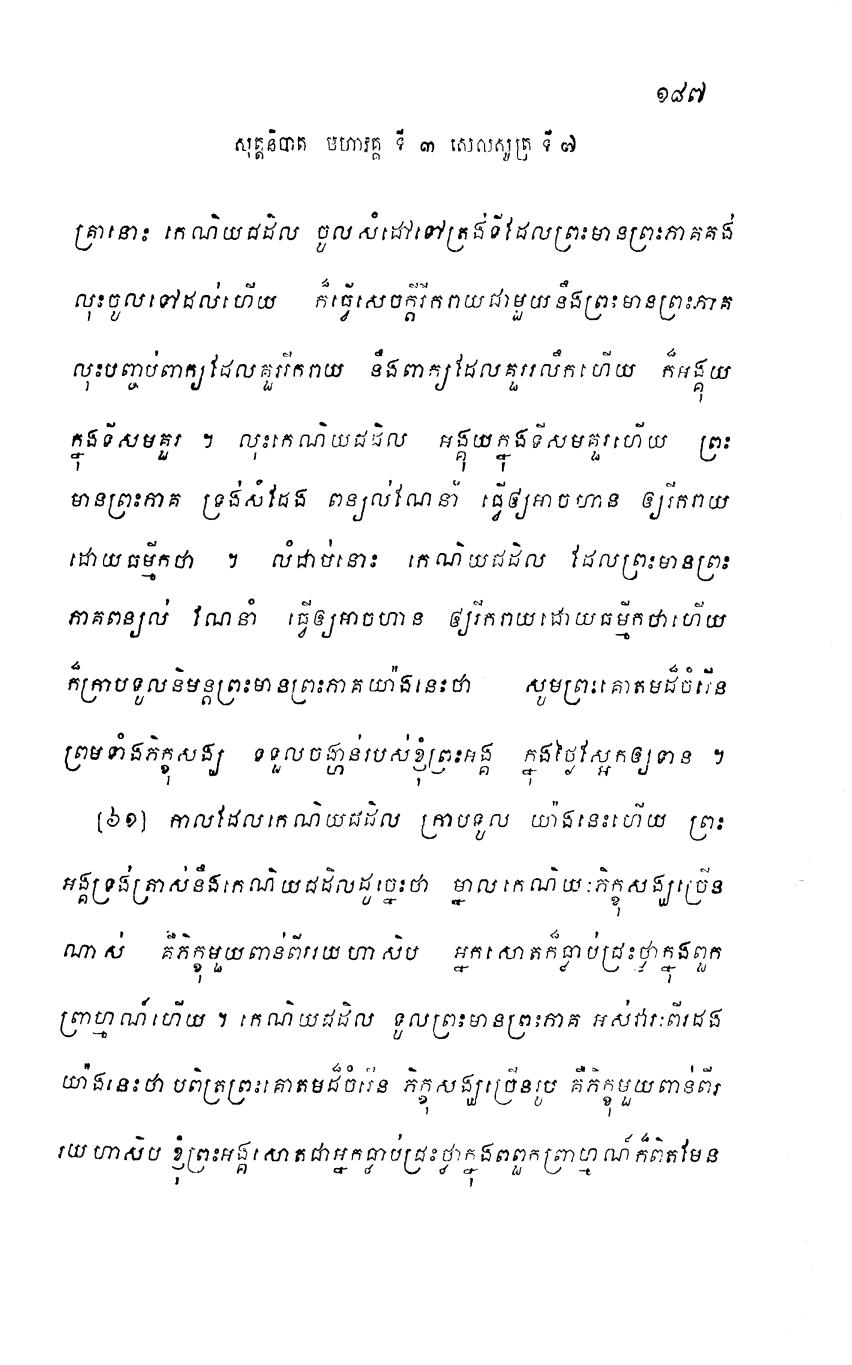 ១៨៧
សុត្តនិបាត មហាវគ្គ ទី ៣ សេលសូត្រ ទី ៧
គ្រានោះ កេណិយជដិល ចូលសំដៅទៅត្រង់ទីដែលព្រះមានព្រះភាគគង់
លុះចូលទៅដល់ហើយ ក៏ធ្វើសេចក្តីរីករាយជាមួយនឹងព្រះមានព្រះភាគ
លុះបញ្ចប់ពាក្យដែលគួររីករាយ នឹងពាក្យដែលគួររលឹកហើយ ក៏អង្គុយ
ក្នុងទីសមគួរ ។ លុះកេណិយជដិល អង្គុយក្នុងទីសមគួរហើយ ព្រះ
មានព្រះភាគ ទ្រង់សំដែង ពន្យល់ណែនាំ ធ្វើឲ្យអាចហាន ឲ្យរីករាយ
ដោយធម្មីកថា ។ លំដាប់នោះ កេណិយជដិល ដែលព្រះមានព្រះ
ភាគពន្យល់ ណែនាំ ធ្វើឲ្យអាចហាន ឲ្យរីករាយដោយធម្មីកថាហើយ
ក៏ក្រាបទូលនិមន្តព្រះមានព្រះភាគយ៉ាងនេះថា សូមព្រះគោតមដ៏ចំរើន
ព្រមទាំងភិក្ខុសង្ឃ ទទួលចង្ហាន់របស់ខ្ញុំព្រះអង្គ ក្នុងថ្ងៃស្អែកឲ្យទាន ។
[៦១] កាលដែលកេណិយជដិល ក្រាបទូល យ៉ាងនេះហើយ ព្រះ
អង្គទ្រង់ត្រាស់នឹងកេណិយជដិលដូច្នេះថា ម្នាលកេណិយៈ ភិក្ខុសង្ឃច្រើន
ណាស់ គឺភិក្ខុមួយពាន់ពីររយហាសិប អ្នកសោតក៏ធ្លាប់ជ្រះថ្លាក្នុងពួក
ព្រាហ្មណ៍ហើយ ។ កេណិយជដិល ទូលព្រះមានព្រះភាគ អស់វារៈពីរដង
យ៉ាងនេះថា បពិត្រព្រះគោតមដ៏ចំរើន ភិក្ខុសង្ឃច្រើនរូប គឺភិក្ខុមួយពាន់ពីរ
រយហាសិប ខ្ញុំព្រះអង្គសោតជាអ្នកធ្លាប់ជ្រះថ្លាក្នុងពពួកព្រាហ្មណ៍ក៏ពិតមែន